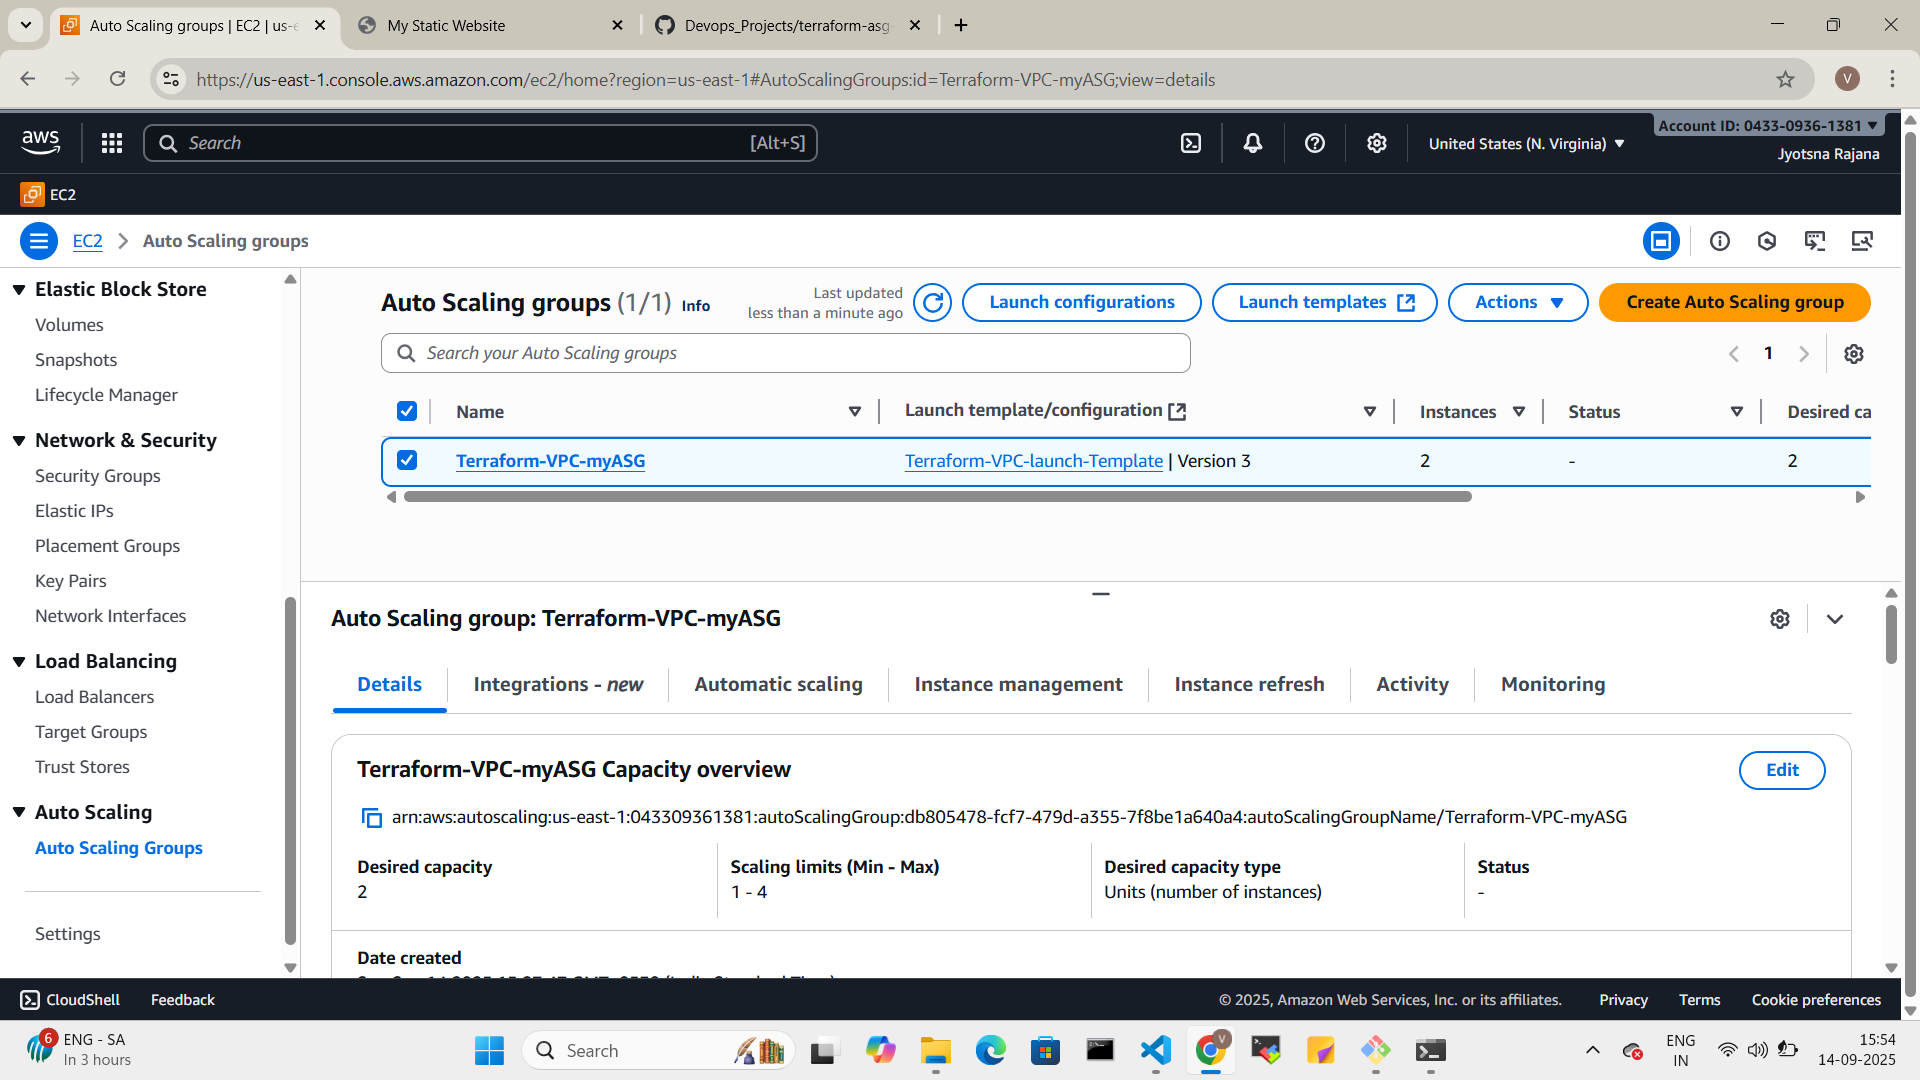 Auto Scaling groups | EC2 | us-e
My Static Website
Devops_Projects/terraform-asg
https://us-east-1.console.aws.amazon.com/ec2/home?region=us-east-1#AutoScalingGroups:id=Terraform-VPC-myASG;view=details
V
aws
Search
[Alt+S]
United States (N. Virginia)
Account ID: 0433-0936-1381
Jyotsna Rajana
EC2
EC2
Auto Scaling groups
Elastic Block Store
Volumes
Snapshots
Lifecycle Manager
Network & Security
Security Groups
Elastic IPs
Placement Groups
Key Pairs
Network Interfaces
Load Balancing
Load Balancers
Target Groups
Trust Stores
Auto Scaling
Auto Scaling Groups
Settings
Auto Scaling groups (1/1) Info
Last updated
less than a minute ago
Launch configurations
Launch templates
Actions
Create Auto Scaling group
Search your Auto Scaling groups
1
Name
Launch template/configuration
Instances
Status
Desired ca
Terraform-VPC-myASG
Terraform-VPC-launch-Template | Version 3
2
-
2
Auto Scaling group: Terraform-VPC-myASG
Details
Integrations - new
Automatic scaling
Instance management
Instance refresh
Activity
Monitoring
Terraform-VPC-myASG Capacity overview
Edit
arn:aws:autoscaling:us-east-1:043309361381:autoScalingGroup:db805478-fcf7-479d-a355-7f8be1a640a4:autoScalingGroupName/Terraform-VPC-myASG
Desired capacity
2
Scaling limits (Min - Max)
1 - 4
Desired capacity type
Units (number of instances)
Status
-
Date created
CloudShell
Feedback
© 2025, Amazon Web Services, Inc. or its affiliates.
Privacy
Terms
Cookie preferences
6
ENG - SA
In 3 hours
Search
V
ENG
IN
15:54
14-09-2025